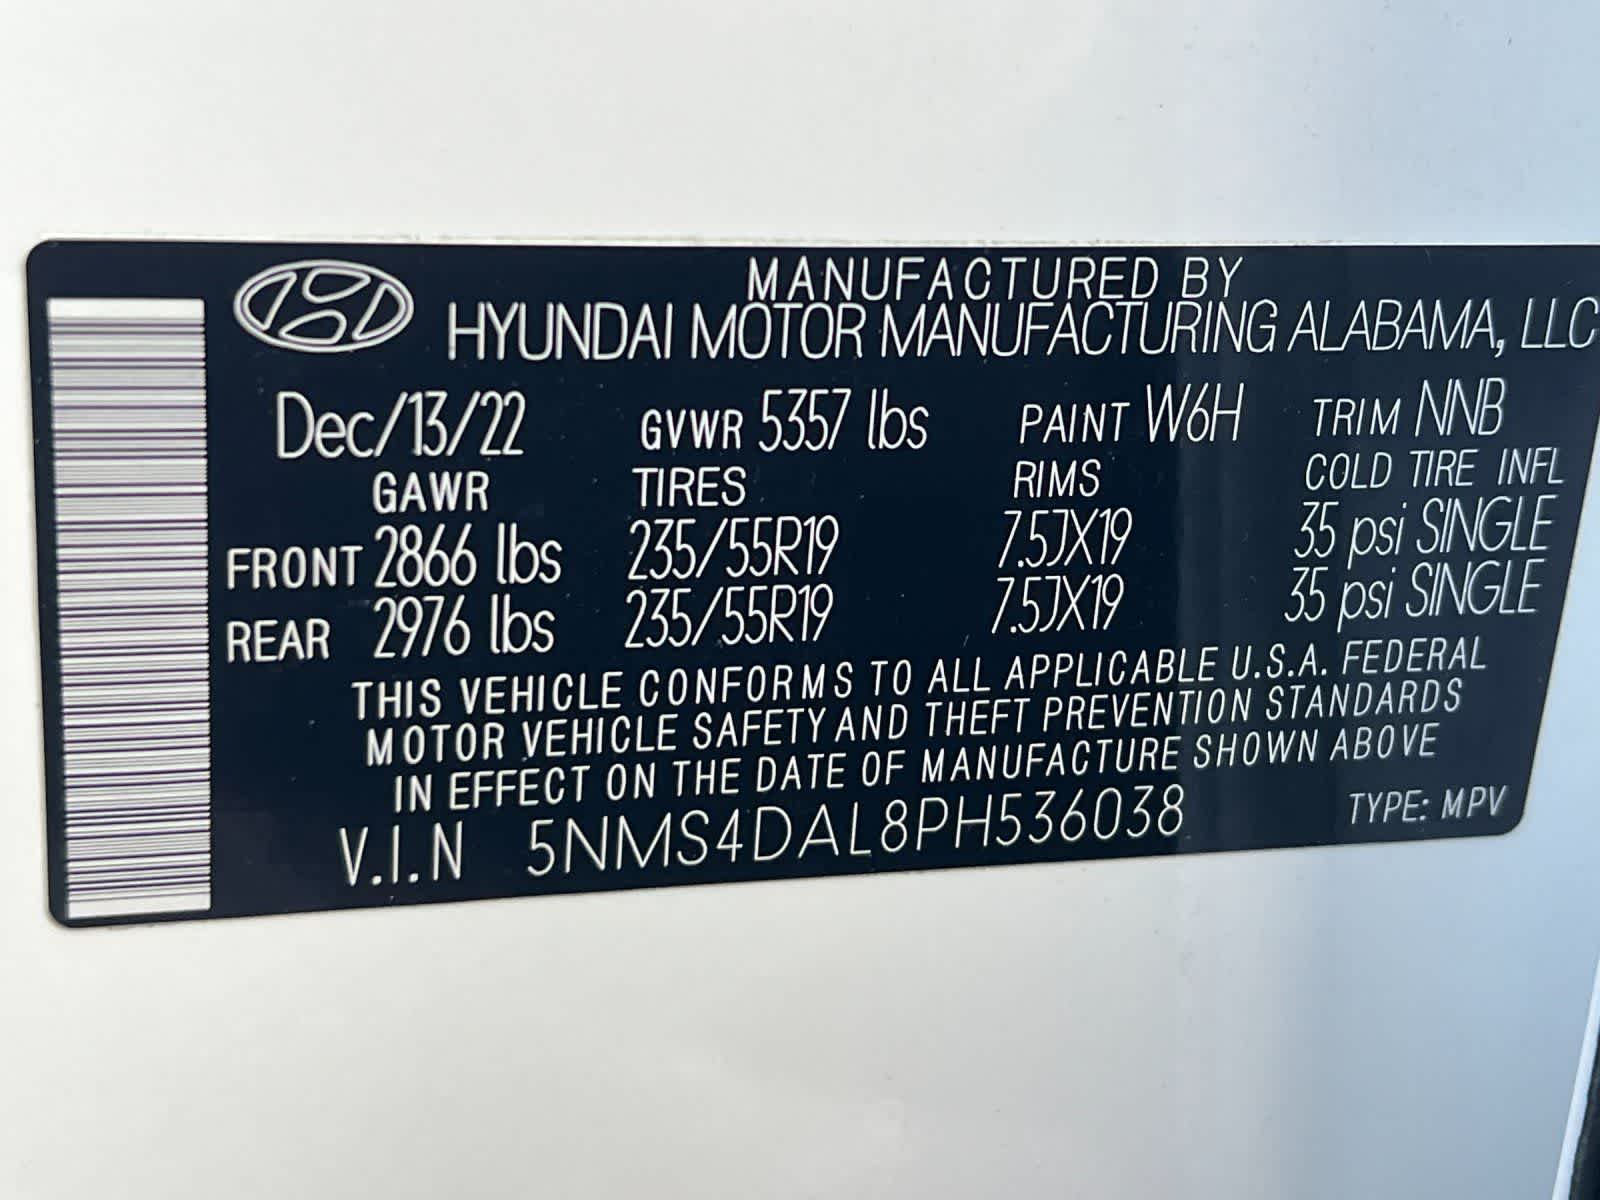 MANUFACTURED BY
HYUNDAI MOTOR MANUFACTURING ALABAMA, LLC
Dec/13/22 GVWR 5357 lbs PAINT W6H TRIM NNB
GAWR TIRES RIMS COLD TIRE INFL
FRONT 2866 lbs 235/55R19 7.5JX19 35 psi SINGLE
REAR 2976 lbs 235/55R19 7.5JX19 35 psi SINGLE
THIS VEHICLE CONFORMS TO ALL APPLICABLE U.S.A. FEDERAL
MOTOR VEHICLE SAFETY AND THEFT PREVENTION STANDARDS
IN EFFECT ON THE DATE OF MANUFACTURE SHOWN ABOVE
V.I.N 5NMS4DAL8PH536038 TYPE: MPV